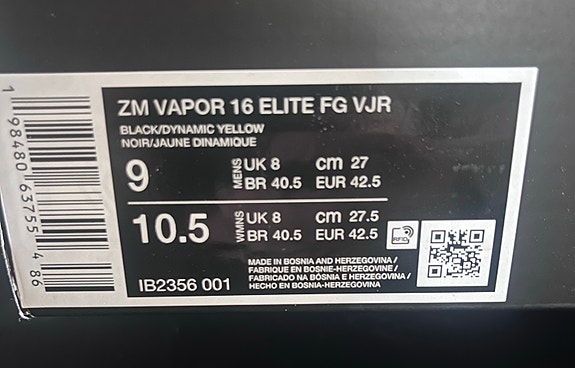 ZM VAPOR 16 ELITE FG VJR
BLACK/DYNAMIC YELLOW
NOIR/JAUNE DINAMIQUE
9 MENS UK 8 cm 27
BR 40.5 EUR 42.5
10.5 WMNS UK 8 cm 27.5
BR 40.5 EUR 42.5
RFID
MADE IN BOSNIA AND HERZEGOVINA /
FABRIQUE EN BOSNIE-HERZEGOVINE /
FABRICADO NA BÓSNIA E HERZEGOVINA /
HECHO EN BOSNIA-HERZEGOVINA
IB2356 001
1 98480 63755 4 86